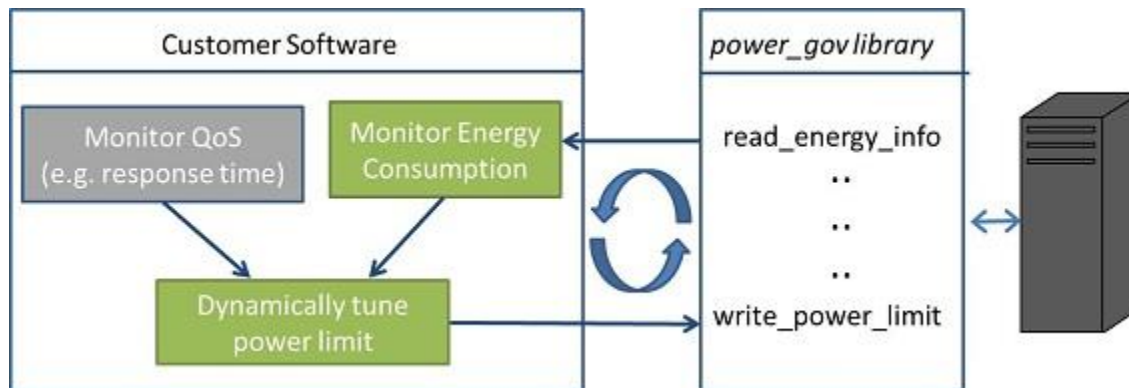 Customer Software
power_gov library
Monitor QoS
(e.g. response time)
Monitor Energy
Consumption
read_energy_info
..
..
..
Dynamically tune
power limit
write_power_limit